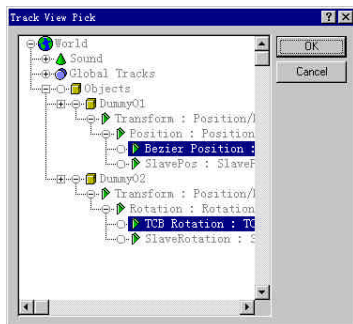 Track View Pick
OK
Cancel
World
Sound
Global Tracks
Objects
Dummy01
Transform : Position/
Position : Position
Bezier Position :
SlavePos : Slave
Dummy02
Transform : Position/
Rotation : Rotation
TCB Rotation : TC
SlaveRotation :